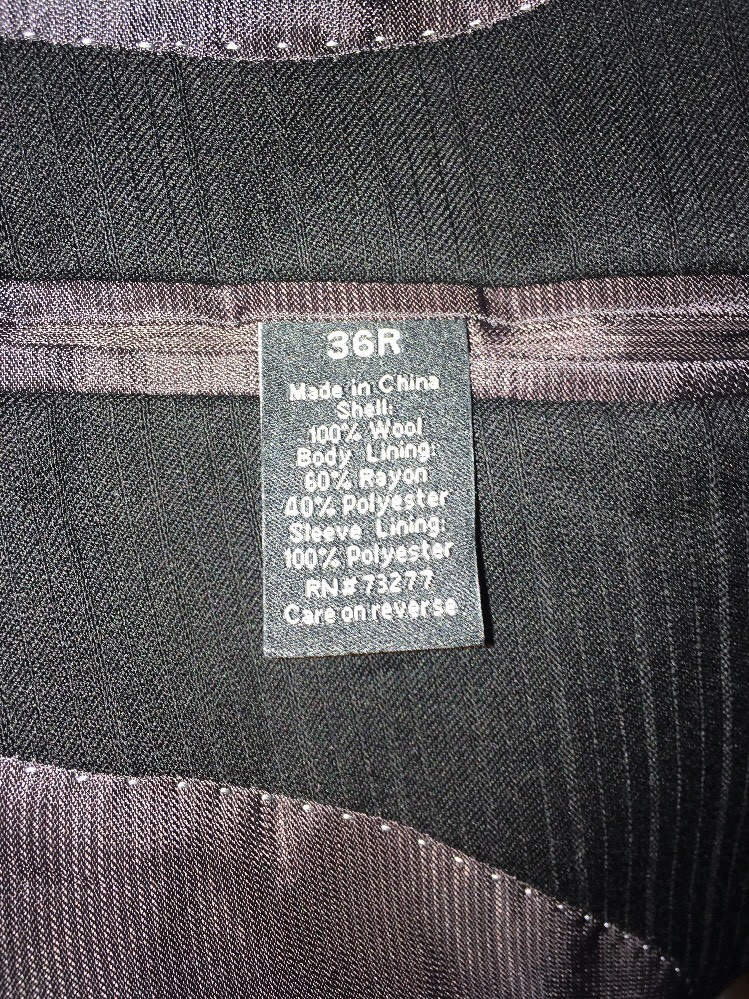 36R
Made in China
Shell:
100% Wool
Body Lining:
60% Rayon
40% Polyester
Sleeve Lining:
100% Polyester
RN# 73277
Care on reverse